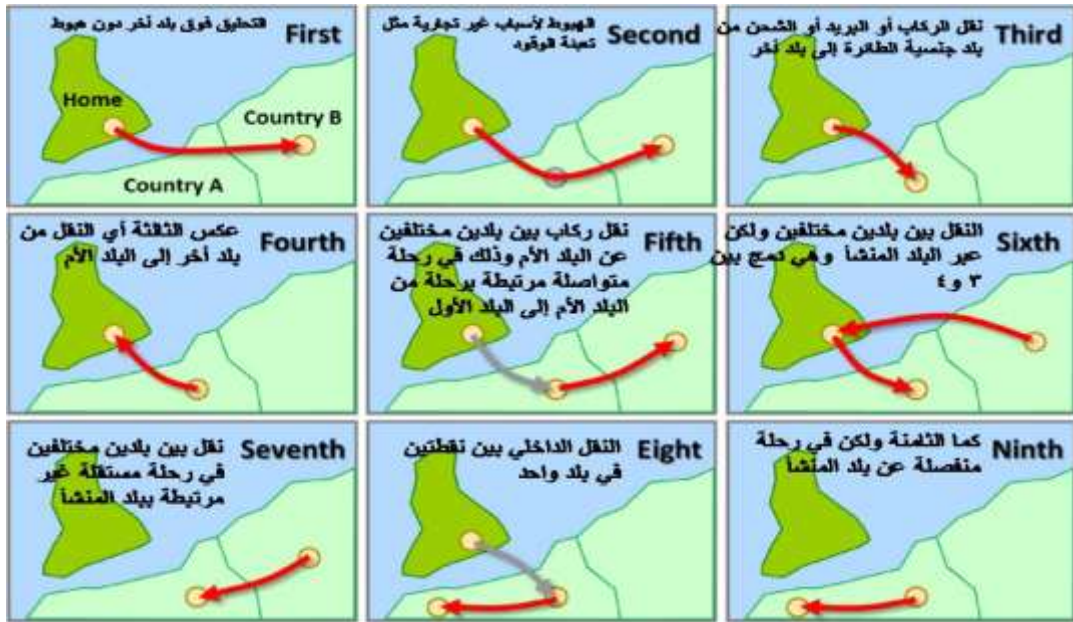 التحليق فوق بلد أخر دون هبوط
First
Home
Country B
Country A
الهبوط لأسباب غير تجارية مثل
تعبئة الوقود
Second
نقل الركاب أو البريد أو الشحن من
بلد جنسية الطائرة إلى بلد أخر
Third
عكس الثالثة أي النقل من
بلد أخر إلى البلد الأم
Fourth
نقل ركاب بين بلدين مختلفين
عن البلد الأم وذلك في رحلة
متواصلة مرتبطة برحلة من
البلد الأم إلى البلد الأول
Fifth
النقل بين بلدين مختلفين ولكن
عبر البلد المنشأ وهي دمج بين
٣ و٤
Sixth
نقل بين بلدين مختلفين
في رحلة مستقلة غير
مرتبطة ببلد المنشأ
Seventh
النقل الداخلي بين نقطتين
في بلد واحد
Eight
كما الثامنة ولكن في رحلة
منفصلة عن بلد المنشأ
Ninth